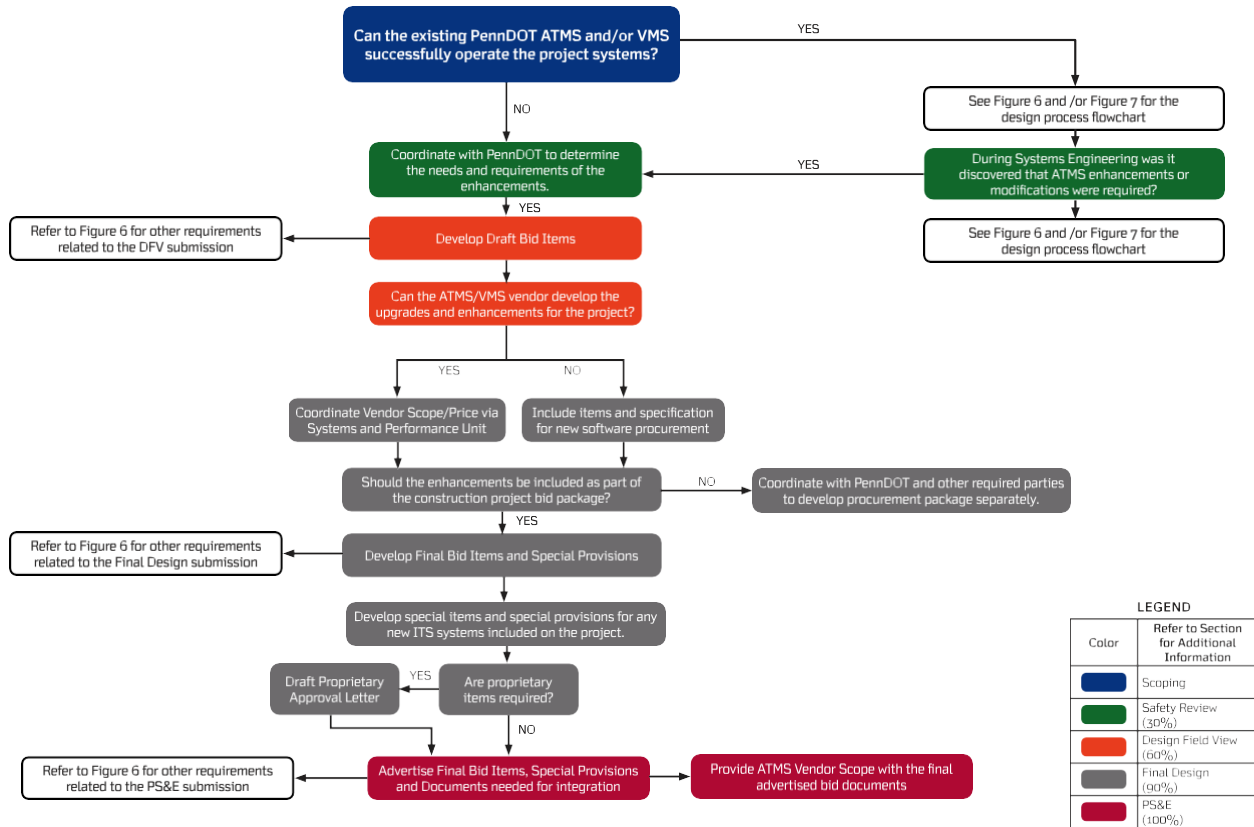 Can the existing PennDOT ATMS and/or VMS
successfully operate the project systems?
YES
NO
See Figure 6 and /or Figure 7 for the
design process flowchart
Coordinate with PennDOT to determine
the needs and requirements of the
enhancements.
YES
During Systems Engineering was it
discovered that ATMS enhancements or
modifications were required?
YES
Refer to Figure 6 for other requirements
related to the DFV submission
Develop Draft Bid Items
See Figure 6 and /or Figure 7 for the
design process flowchart
Can the ATMS/VMS vendor develop the
upgrades and enhancements for the project?
YES
NO
Coordinate Vendor Scope/Price via
Systems and Performance Unit
Include items and specification
for new software procurement
Should the enhancements be included as part of
the construction project bid package?
NO
Coordinate with PennDOT and other required parties
to develop procurement package separately.
YES
Refer to Figure 6 for other requirements
related to the Final Design submission
Develop Final Bid Items and Special Provisions
Develop special items and special provisions for any
new ITS systems included on the project.
Draft Proprietary
Approval Letter
YES
Are proprietary
items required?
NO
Refer to Figure 6 for other requirements
related to the PS&E submission
Advertise Final Bid Items, Special Provisions
and Documents needed for integration
Provide ATMS Vendor Scope with the final
advertised bid documents
LEGEND
Color
Refer to Section
for Additional
Information
Scoping
Safety Review
(30%)
Design Field View
(60%)
Final Design
(90%)
PS&E
(100%)